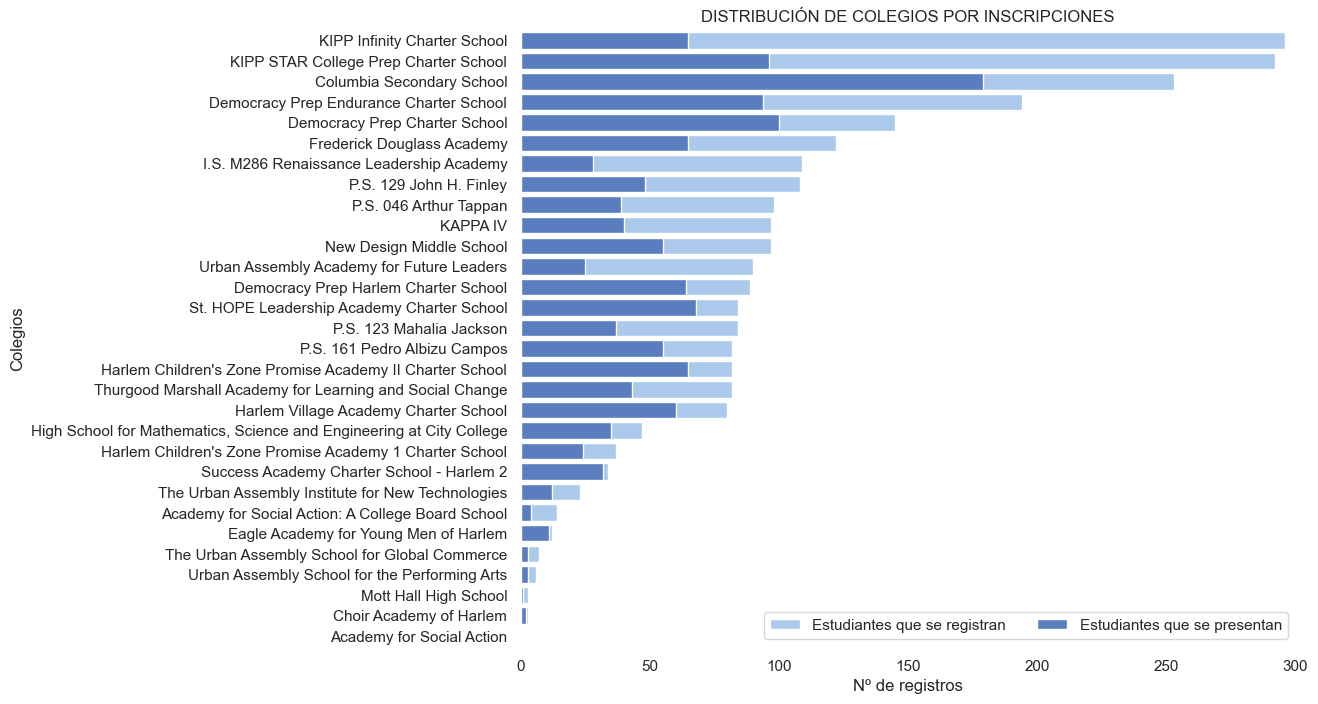 DISTRIBUCIÓN DE COLEGIOS POR INSCRIPCIONES
Colegios
KIPP Infinity Charter School
KIPP STAR College Prep Charter School
Columbia Secondary School
Democracy Prep Endurance Charter School
Democracy Prep Charter School
Frederick Douglass Academy
I.S. M286 Renaissance Leadership Academy
P.S. 129 John H. Finley
P.S. 046 Arthur Tappan
KAPPA IV
New Design Middle School
Urban Assembly Academy for Future Leaders
Democracy Prep Harlem Charter School
St. HOPE Leadership Academy Charter School
P.S. 123 Mahalia Jackson
P.S. 161 Pedro Albizu Campos
Harlem Children's Zone Promise Academy II Charter School
Thurgood Marshall Academy for Learning and Social Change
Harlem Village Academy Charter School
High School for Mathematics, Science and Engineering at City College
Harlem Children's Zone Promise Academy 1 Charter School
Success Academy Charter School - Harlem 2
The Urban Assembly Institute for New Technologies
Academy for Social Action: A College Board School
Eagle Academy for Young Men of Harlem
The Urban Assembly School for Global Commerce
Urban Assembly School for the Performing Arts
Mott Hall High School
Choir Academy of Harlem
Academy for Social Action
Estudiantes que se registran Estudiantes que se presentan
0 50 100 150 200 250 300
Nº de registros